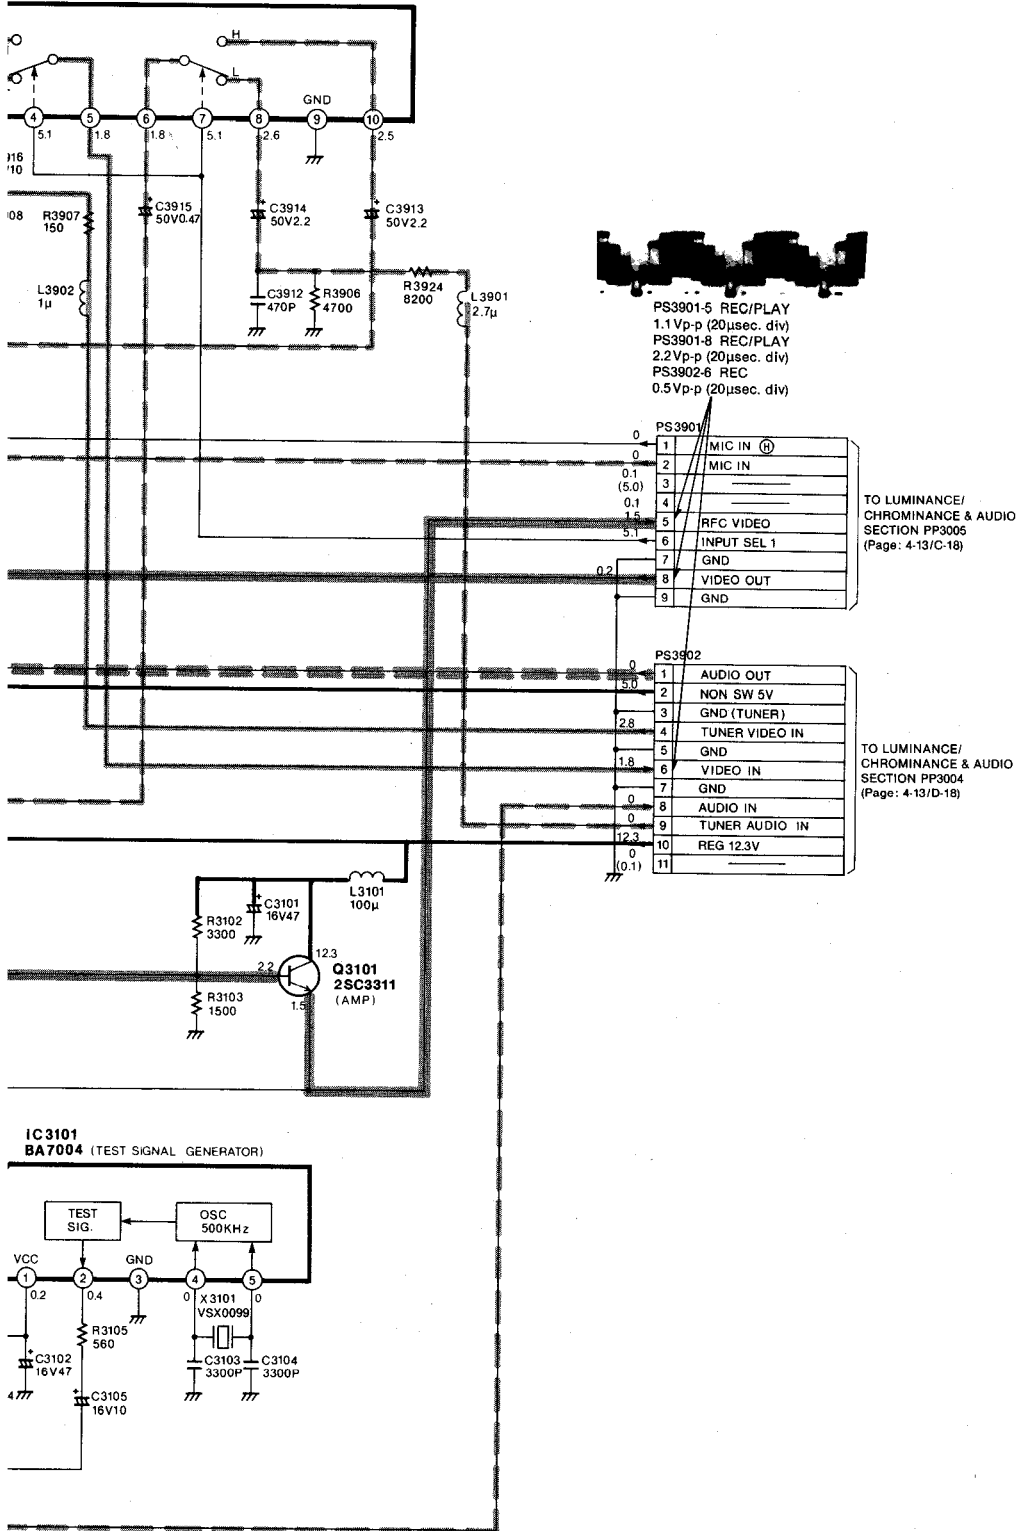 H
L
GND
4 5 6 7 8 9 10
5.1 1.8 1.8 5.1 2.6 2.5
916
/10
C3915
50V0.47
C3914
50V2.2
C3913
50V2.2
908
R3907
150
L3902
1μ
C3912
470P
R3906
4700
R3924
8200
L3901
2.7μ
PS3901-5 REC/PLAY
1.1Vp-p (20μsec. div)
PS3901-8 REC/PLAY
2.2Vp-p (20μsec. div)
PS3902-6 REC
0.5Vp-p (20μsec. div)
PS3901
0 1 MIC IN Ⓗ
0 2 MIC IN
0.1
(5.0) 3
0.1 4
1.5 5 RFC VIDEO
5.1 6 INPUT SEL 1
7 GND
0.2 8 VIDEO OUT
9 GND
TO LUMINANCE/
CHROMINANCE & AUDIO
SECTION PP3005
(Page: 4-13/C-18)
PS3902
0 1 AUDIO OUT
5.0 2 NON SW 5V
3 GND (TUNER)
2.8 4 TUNER VIDEO IN
5 GND
1.8 6 VIDEO IN
7 GND
0 8 AUDIO IN
0 9 TUNER AUDIO IN
12.3 10 REG 12.3V
0
(0.1) 11
TO LUMINANCE/
CHROMINANCE & AUDIO
SECTION PP3004
(Page: 4-13/D-18)
L3101
100μ
C3101
16V47
R3102
3300
12.3
2.2
1.5
Q3101
2SC3311
(AMP)
R3103
1500
IC3101
BA7004 (TEST SIGNAL GENERATOR)
TEST
SIG.
OSC
500KHz
VCC
GND
1 2 3 4 5
0.2 0.4 0 0
X3101
VSX0099
R3105
560
C3102
16V47
C3103
3300P
C3104
3300P
4
C3105
16V10